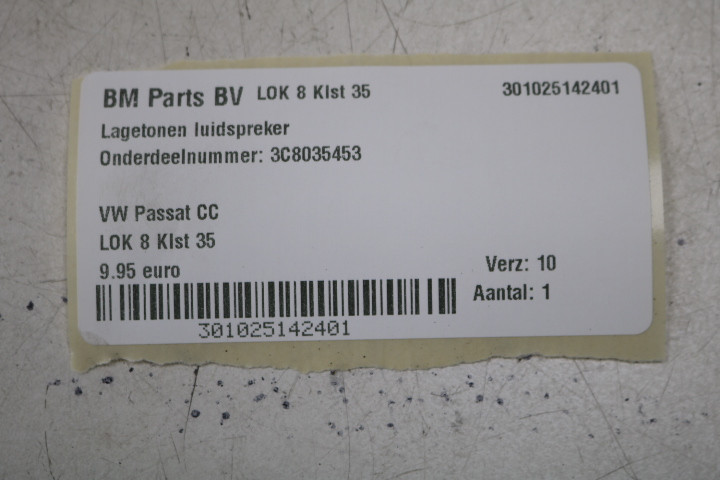 BM Parts BV LOK 8 Klst 35 301025142401
Lagetonen luidspreker
Onderdeelnummer: 3C8035453
VW Passat CC
LOK 8 Klst 35
9.95 euro Verz: 10
Aantal: 1
301025142401